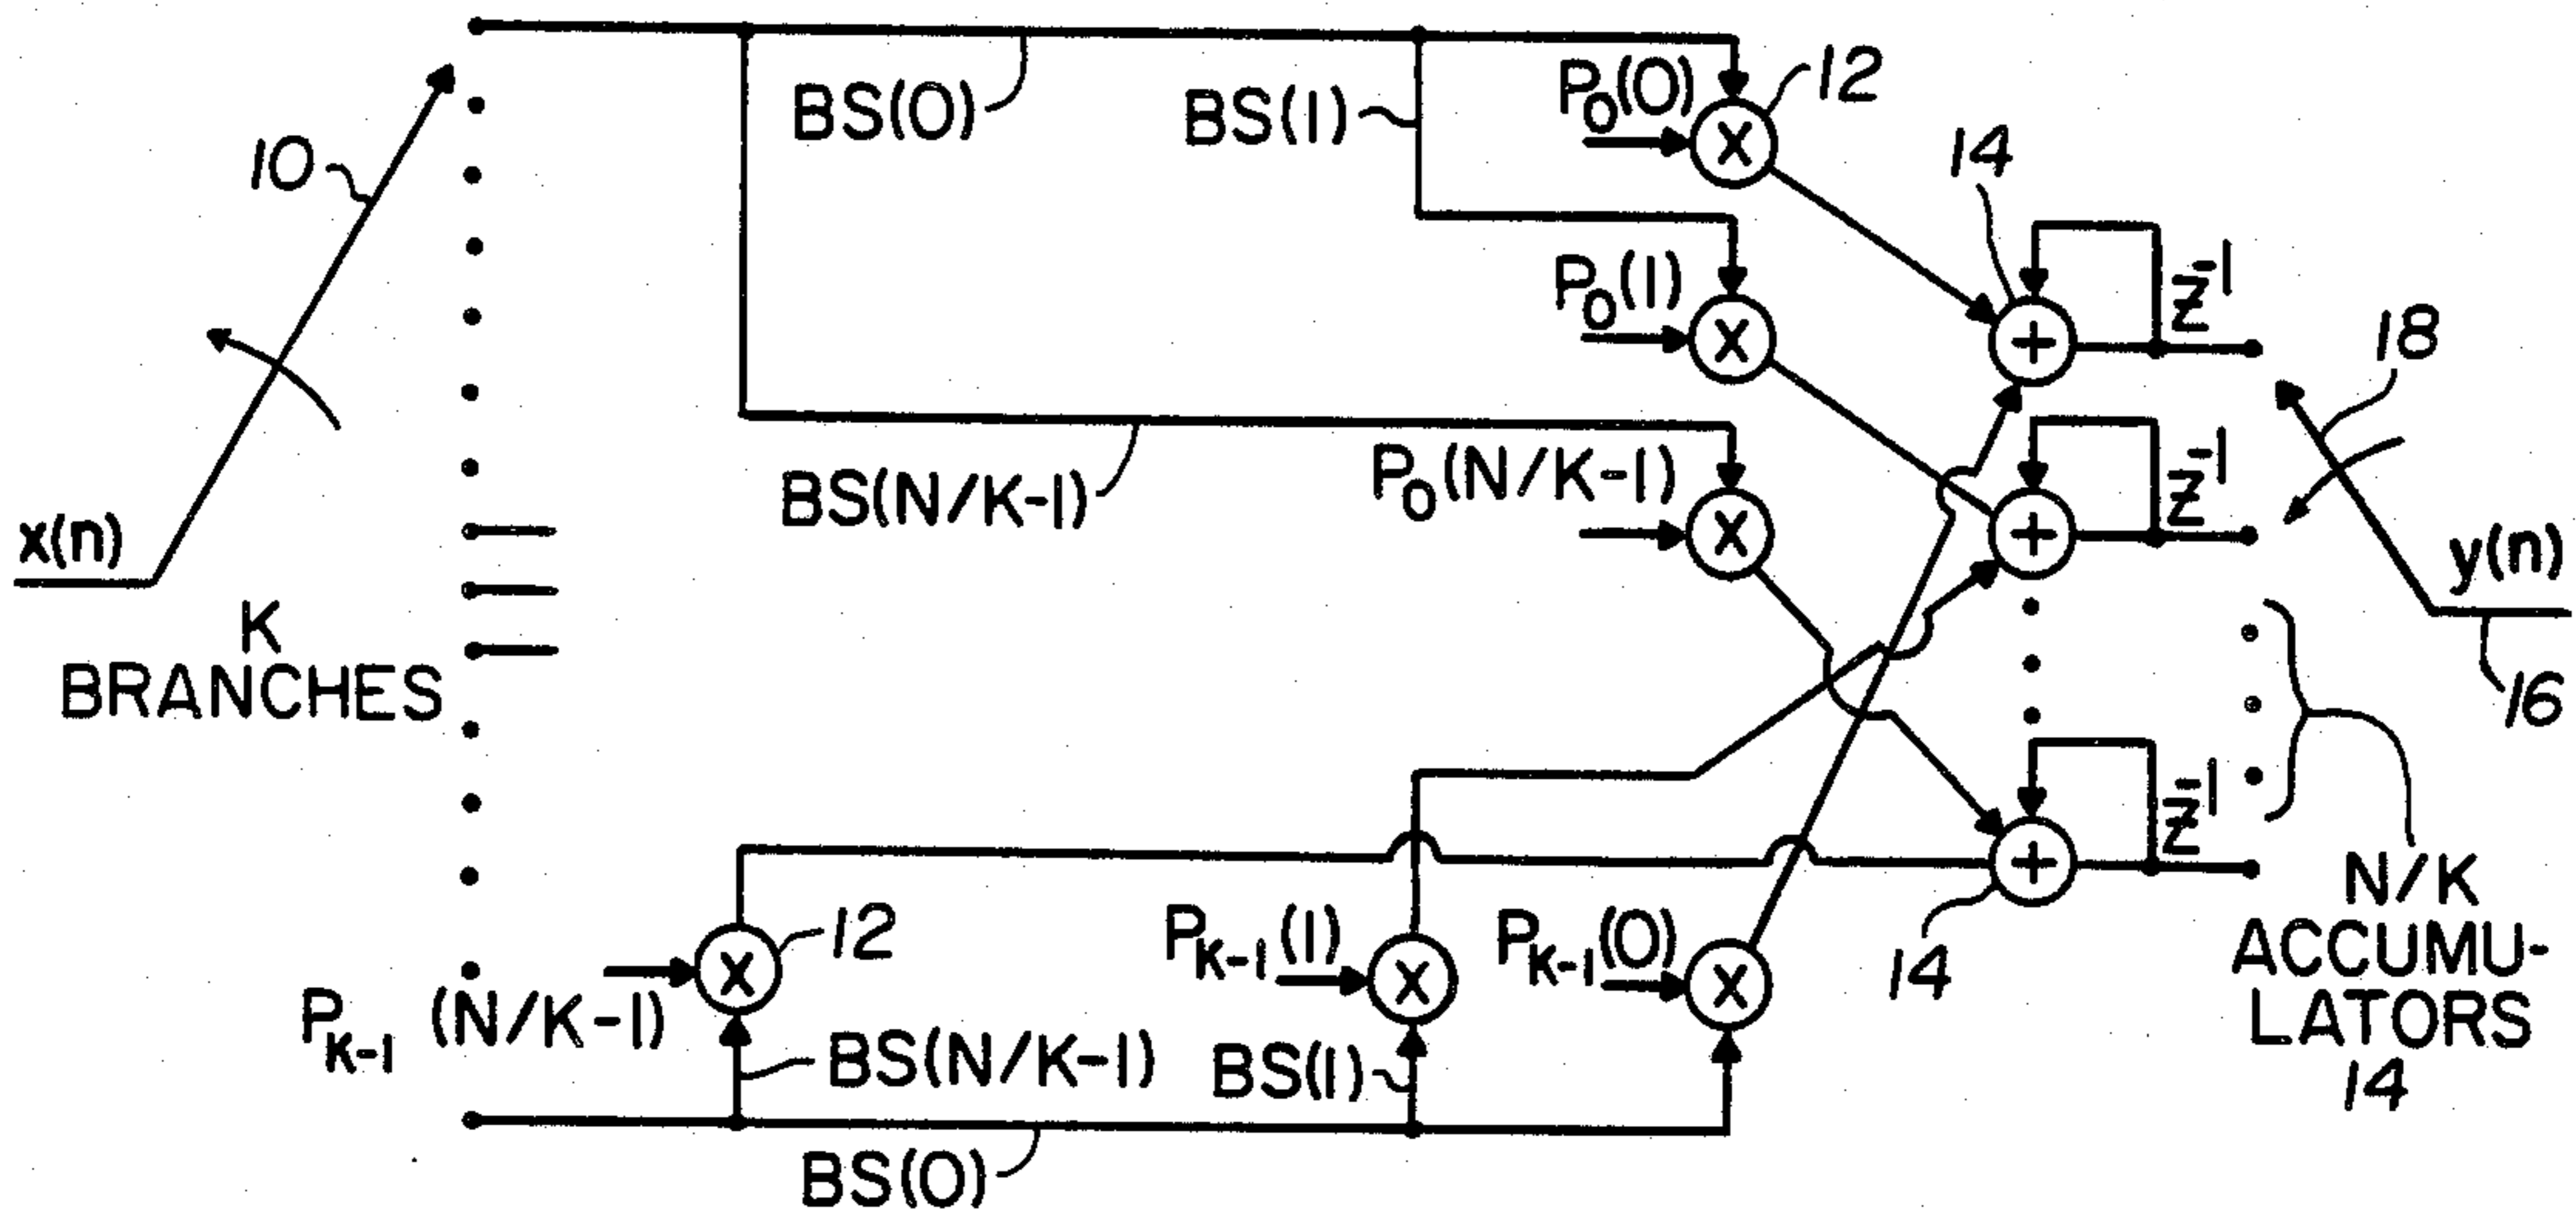 BS(0)
BS(1)
P₀(0)
12
10
14
P₀(1)
z⁻¹
18
BS(N/K-1)
P₀(N/K-1)
z⁻¹
x(n)
y(n)
K
BRANCHES
16
z⁻¹
N/K
ACCUMU-
LATORS
14
12
P_K-1 (1)
P_K-1 (0)
14
P_K-1 (N/K-1)
BS(N/K-1)
BS(1)
BS(0)